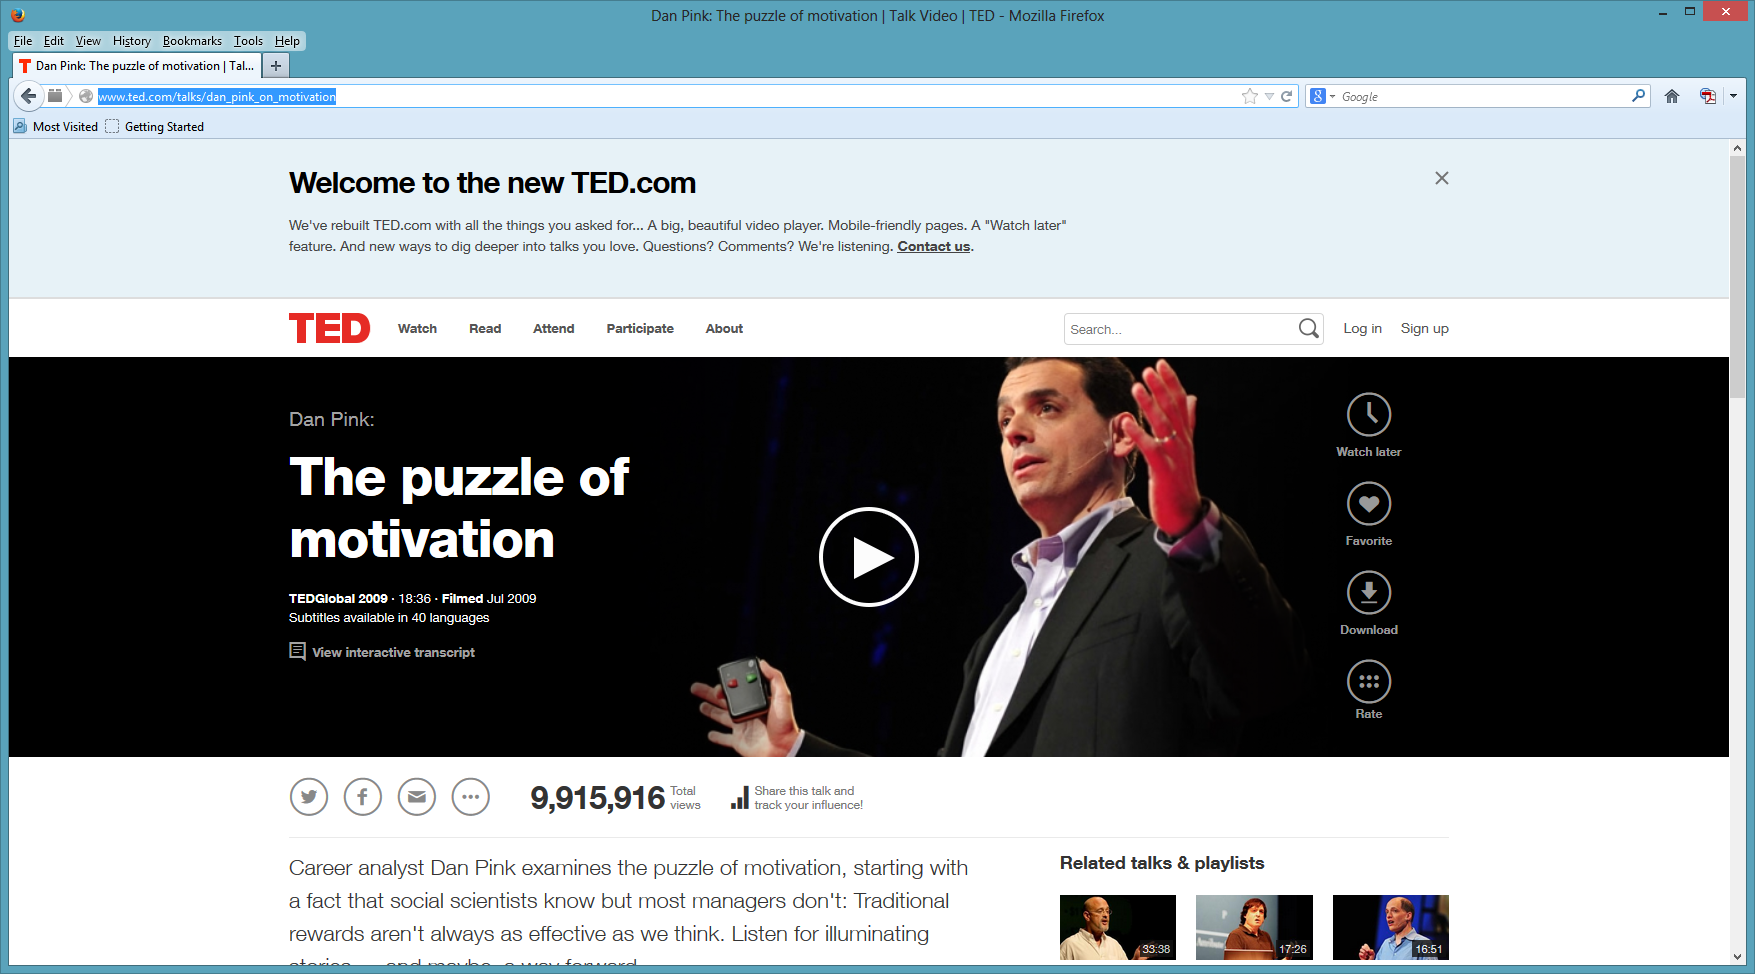 Dan Pink: The puzzle of motivation | Talk Video | TED - Mozilla Firefox
File Edit View History Bookmarks Tools Help
Dan Pink: The puzzle of motivation | Tal...
www.ted.com/talks/dan_pink_on_motivation
Google
Most Visited Getting Started
Welcome to the new TED.com
We've rebuilt TED.com with all the things you asked for... A big, beautiful video player. Mobile-friendly pages. A "Watch later"
feature. And new ways to dig deeper into talks you love. Questions? Comments? We're listening. Contact us.
TED Watch Read Attend Participate About Search... Log in Sign up
Dan Pink:
The puzzle of
motivation
TEDGlobal 2009 · 18:36 · Filmed Jul 2009
Subtitles available in 40 languages
View interactive transcript
Watch later
Favorite
Download
Rate
9,915,916 Total
views
Share this talk and
track your influence!
Career analyst Dan Pink examines the puzzle of motivation, starting with
a fact that social scientists know but most managers don't: Traditional
rewards aren't always as effective as we think. Listen for illuminating
stories — and maybe, a way forward.
Related talks & playlists
33:38
17:26
16:51